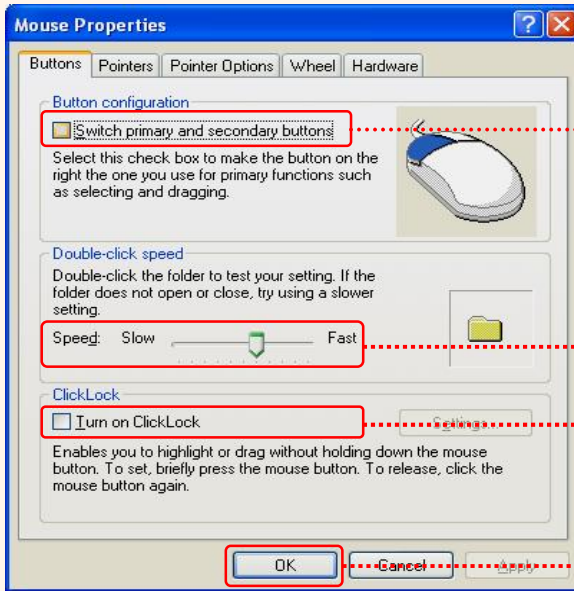 Mouse Properties
Buttons Pointers Pointer Options Wheel Hardware
Button configuration
Switch primary and secondary buttons
Select this check box to make the button on the
right the one you use for primary functions such
as selecting and dragging.
Double-click speed
Double-click the folder to test your setting. If the
folder does not open or close, try using a slower
setting.
Speed: Slow Fast
ClickLock
Turn on ClickLock Settings...
Enables you to highlight or drag without holding down the mouse
button. To set, briefly press the mouse button. To release, click the
mouse button again.
OK Cancel Apply